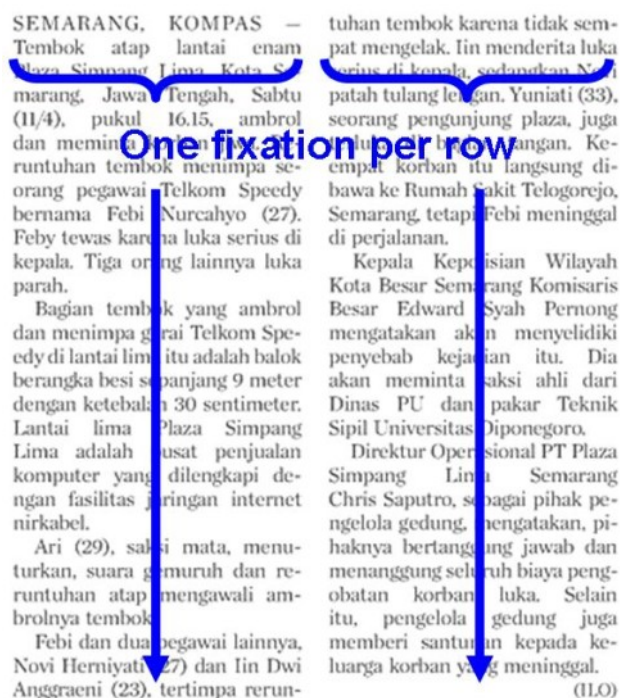 SEMARANG, KOMPAS —
Tembok atap lantai enam
Plaza Simpang Lima, Kota Se-
marang, Jawa Tengah, Sabtu
(11/4), pukul 16.15, ambrol
dan meminta
runtuhan tembok menimpa se-
orang pegawai Telkom Speedy
bernama Febi Nurcahyo (27).
Feby tewas karena luka serius di
kepala. Tiga orang lainnya luka
parah.
Bagian tembok yang ambrol
dan menimpa gerai Telkom Spe-
edy di lantai lima itu adalah balok
berangka besi sepanjang 9 meter
dengan ketebalan 30 sentimeter.
Lantai lima Plaza Simpang
Lima adalah pusat penjualan
komputer yang dilengkapi de-
ngan fasilitas jaringan internet
nirkabel.
Ari (29), saksi mata, menu-
turkan, suara gemuruh dan re-
runtuhan atap mengawali am-
brolnya tembok.
Febi dan dua pegawai lainnya,
Novi Herniyati (27) dan Iin Dwi
Anggraeni (23), tertimpa rerun-
tuhan tembok karena tidak sem-
pat mengelak. Iin menderita luka
serius di kepala, sedangkan Novi
patah tulang lengan. Yuniati (33),
seorang pengunjung plaza, juga
tangan. Ke-
empat korban itu langsung di-
bawa ke Rumah Sakit Telogorejo,
Semarang, tetapi Febi meninggal
di perjalanan.
Kepala Kepolisian Wilayah
Kota Besar Semarang Komisaris
Besar Edward Syah Pernong
mengatakan akan menyelidiki
penyebab kejadian itu. Dia
akan meminta saksi ahli dari
Dinas PU dan pakar Teknik
Sipil Universitas Diponegoro.
Direktur Operasional PT Plaza
Simpang Lima Semarang
Chris Saputro, sebagai pihak pe-
ngelola gedung, mengatakan, pi-
haknya bertanggung jawab dan
menanggung seluruh biaya peng-
obatan korban luka. Selain
itu, pengelola gedung juga
memberi santunan kepada ke-
luarga korban yang meninggal.
(11.O)
One fixation per row